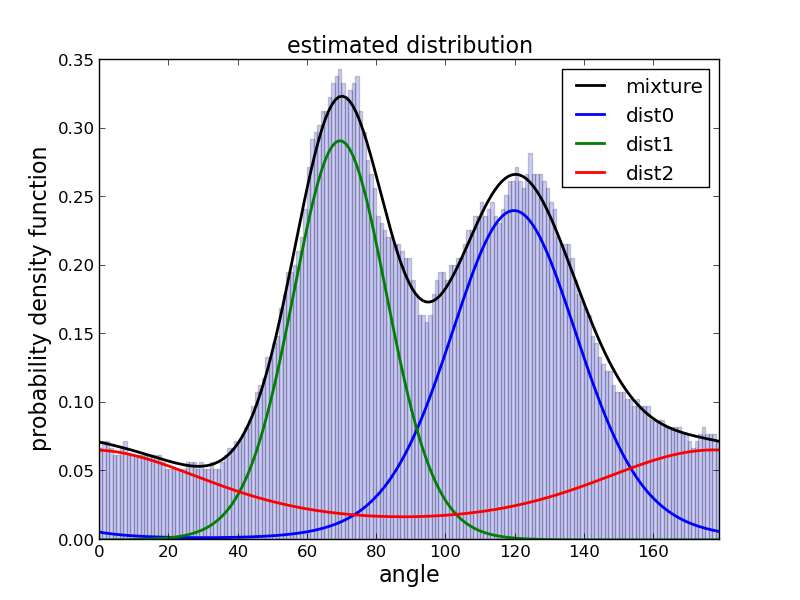 estimated distribution
0.35
0.30
0.25
0.20
0.15
0.10
0.05
0.00
probability density function
mixture
dist0
dist1
dist2
0 20 40 60 80 100 120 140 160
angle